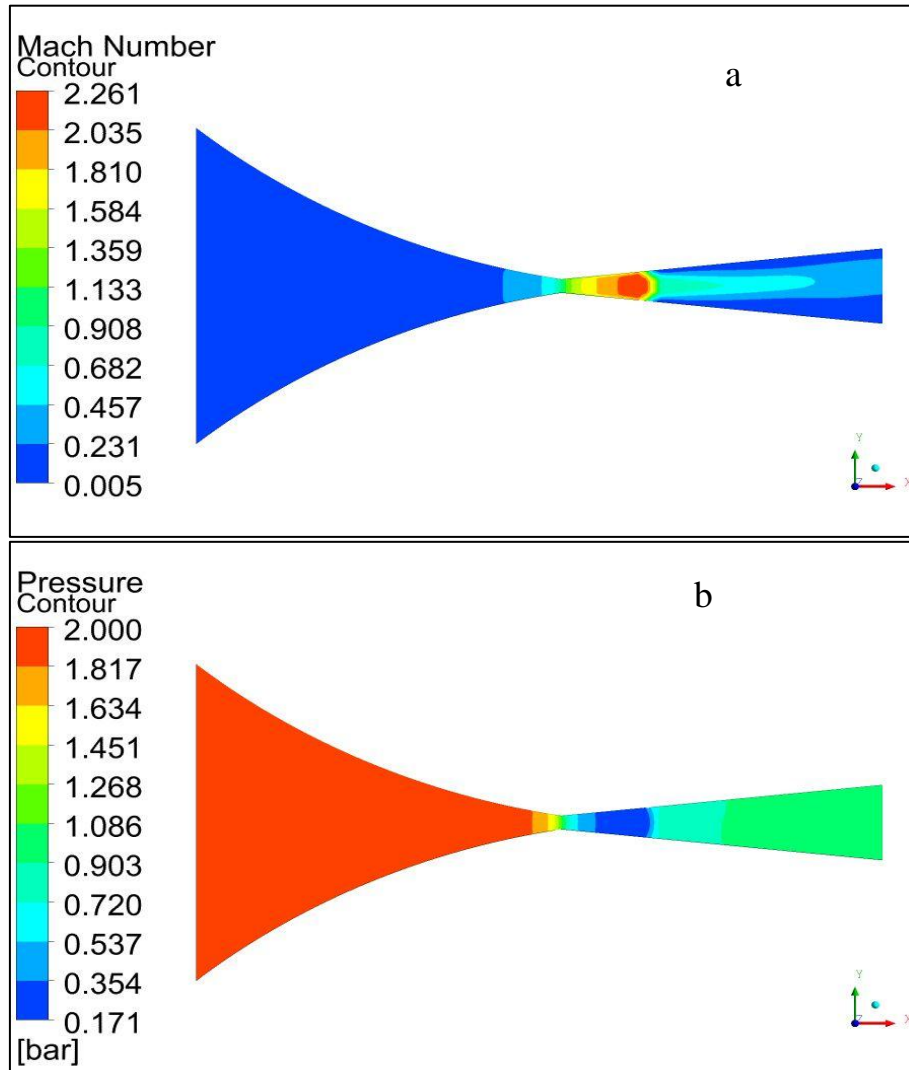 Mach Number
Contour
a
2.261
2.035
1.810
1.584
1.359
1.133
0.908
0.682
0.457
0.231
0.005
Y
Z
X
Pressure
Contour
b
2.000
1.817
1.634
1.451
1.268
1.086
0.903
0.720
0.537
0.354
0.171
[bar]
Y
Z
X